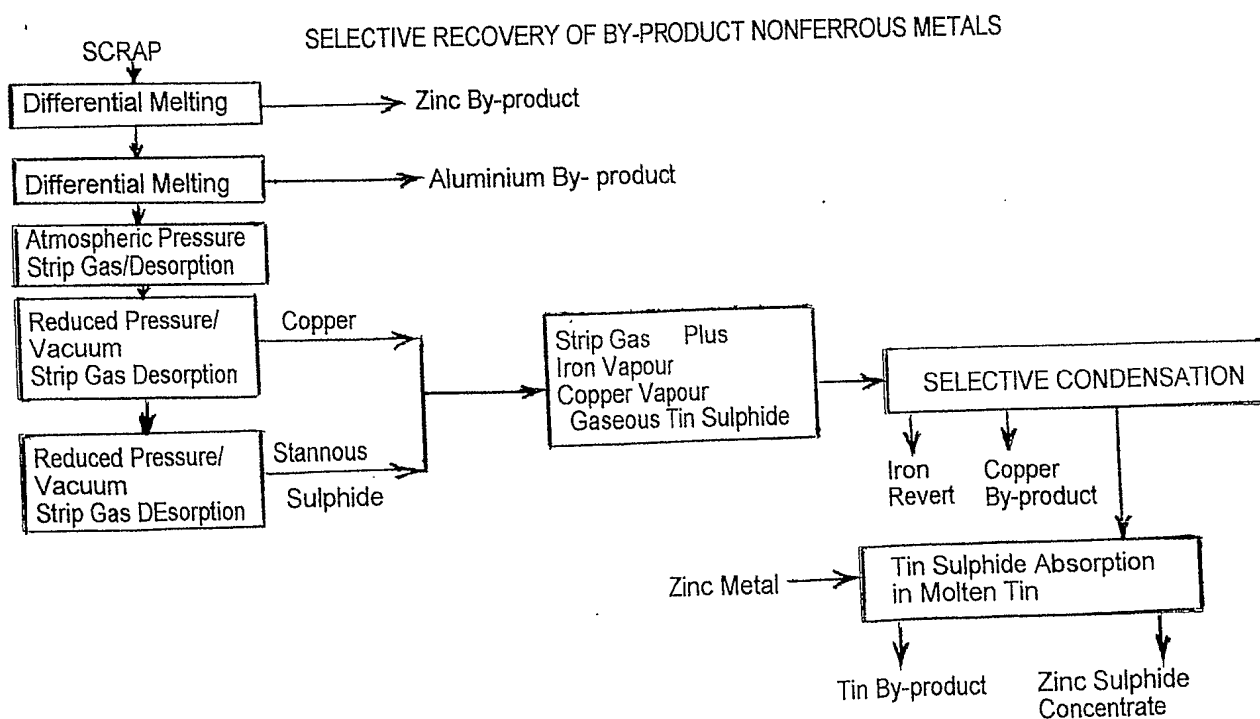 SELECTIVE RECOVERY OF BY-PRODUCT NONFERROUS METALS
SCRAP
Differential Melting
Zinc By-product
Differential Melting
Aluminium By- product
Atmospheric Pressure
Strip Gas/Desorption
Reduced Pressure/
Vacuum
Strip Gas Desorption
Copper
Reduced Pressure/
Vacuum
Strip Gas DEsorption
Stannous
Sulphide
Strip Gas Plus
Iron Vapour
Copper Vapour
Gaseous Tin Sulphide
SELECTIVE CONDENSATION
Iron
Revert
Copper
By-product
Zinc Metal
Tin Sulphide Absorption
in Molten Tin
Tin By-product
Zinc Sulphide
Concentrate